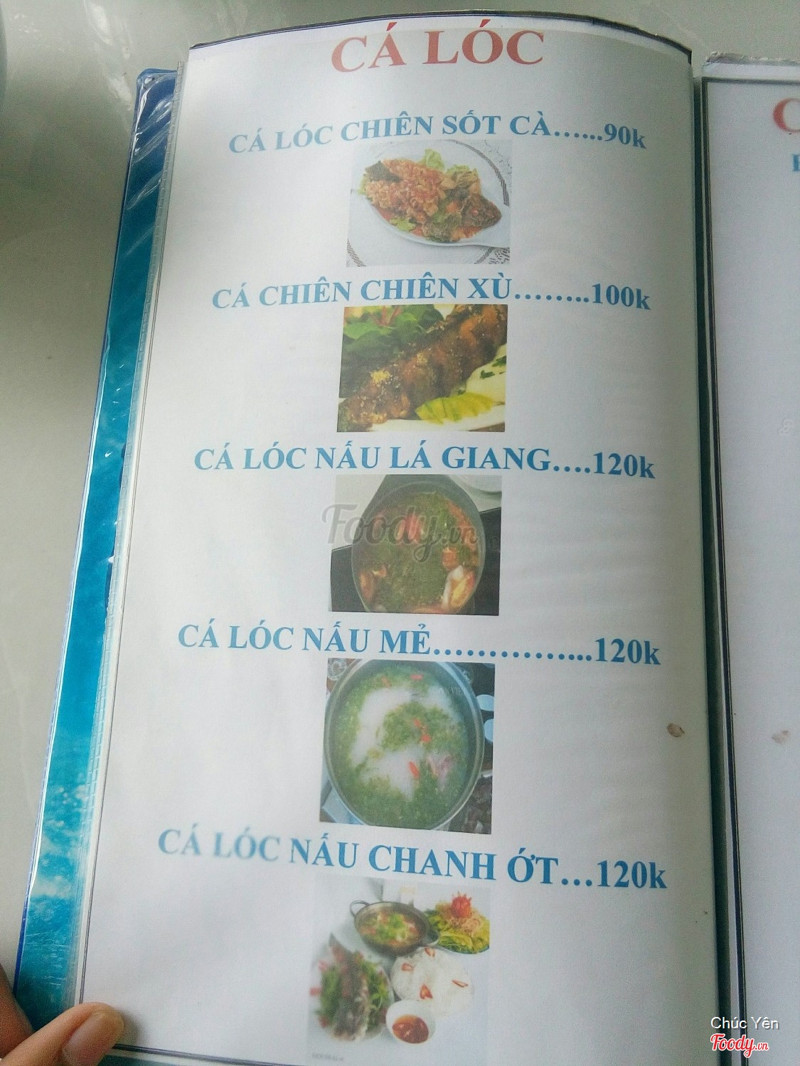 CÁ LÓC
CÁ LÓC CHIÊN SỐT CÀ…...90k
CÁ CHIÊN CHIÊN XÙ……..100k
CÁ LÓC NẤU LÁ GIANG….120k
Foody.vn
CÁ LÓC NẤU MẺ…………...120k
CÁ LÓC NẤU CHANH ỚT…120k
Chúc Yên
Foody.vn